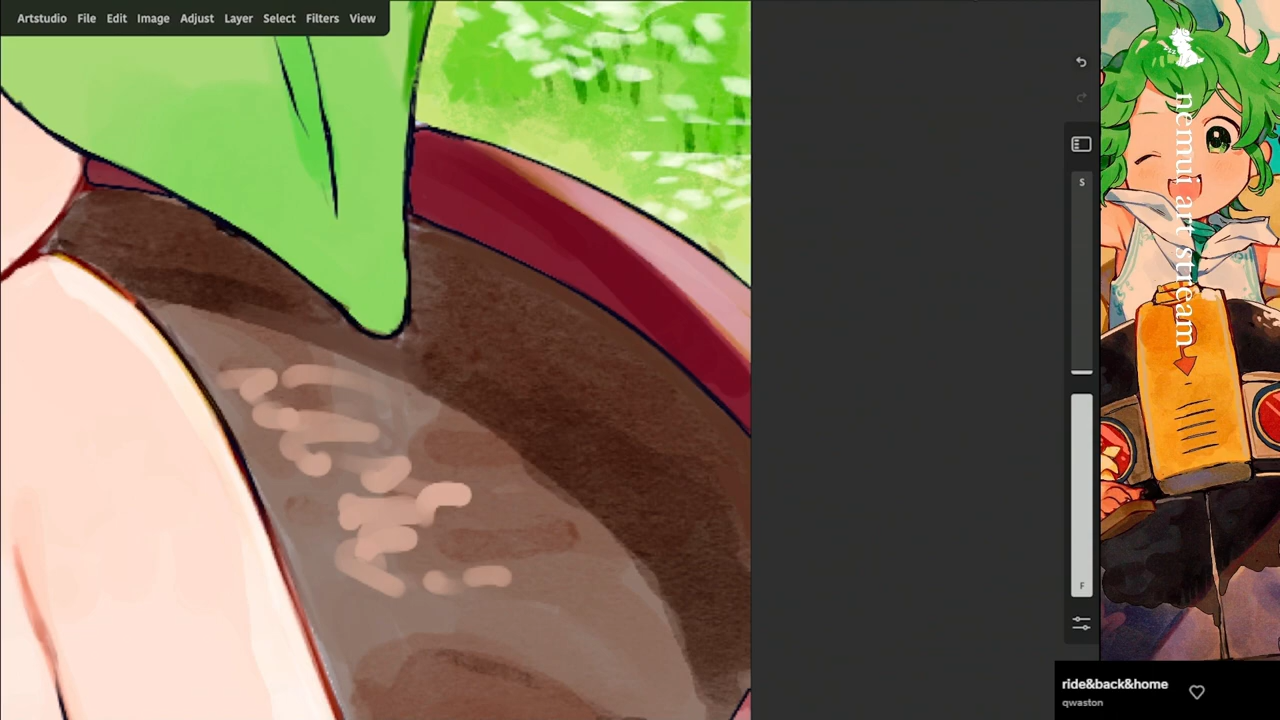 Artstudio File Edit Image Adjust Layer Select Filters View
S
F
nemui art stream
ride&back&home
qwaston